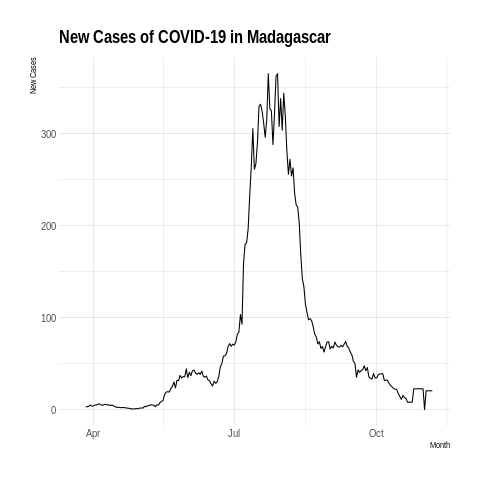 New Cases of COVID-19 in Madagascar
New Cases
300
200
100
0
Apr
Jul
Oct
Month